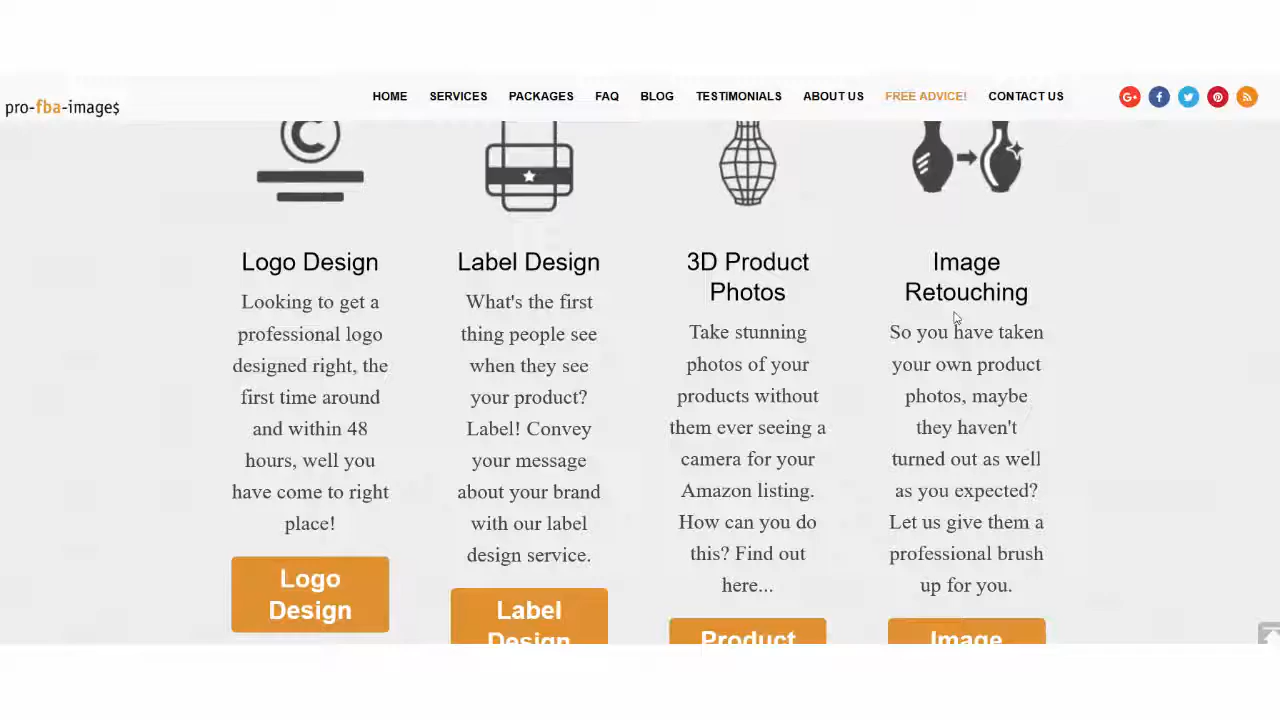 pro-fba-image$
HOME SERVICES PACKAGES FAQ BLOG TESTIMONIALS ABOUT US FREE ADVICE! CONTACT US
Logo Design
Looking to get a
professional logo
designed right, the
first time around
and within 48
hours, well you
have come to right
place!
Logo
Design
Label Design
What's the first
thing people see
when they see
your product?
Label! Convey
your message
about your brand
with our label
design service.
Label
Design
3D Product
Photos
Take stunning
photos of your
products without
them ever seeing a
camera for your
Amazon listing.
How can you do
this? Find out
here...
Product
Image
Retouching
So you have taken
your own product
photos, maybe
they haven't
turned out as well
as you expected?
Let us give them a
professional brush
up for you.
Image